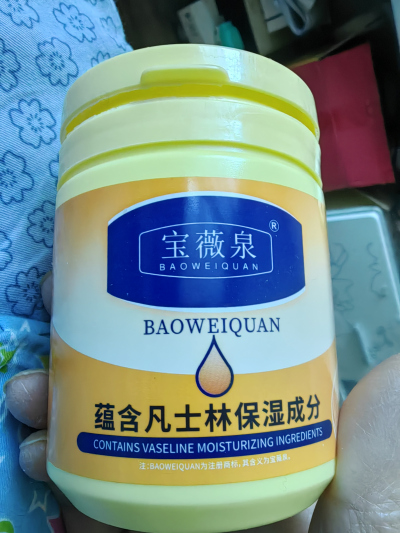 宝薇泉®
BAOWEIQUAN
BAOWEIQUAN
蕴含凡士林保湿成分
CONTAINS VASELINE MOISTURIZING INGREDIENTS
注:BAOWEIQUAN为注册商标,其含义为宝薇泉。